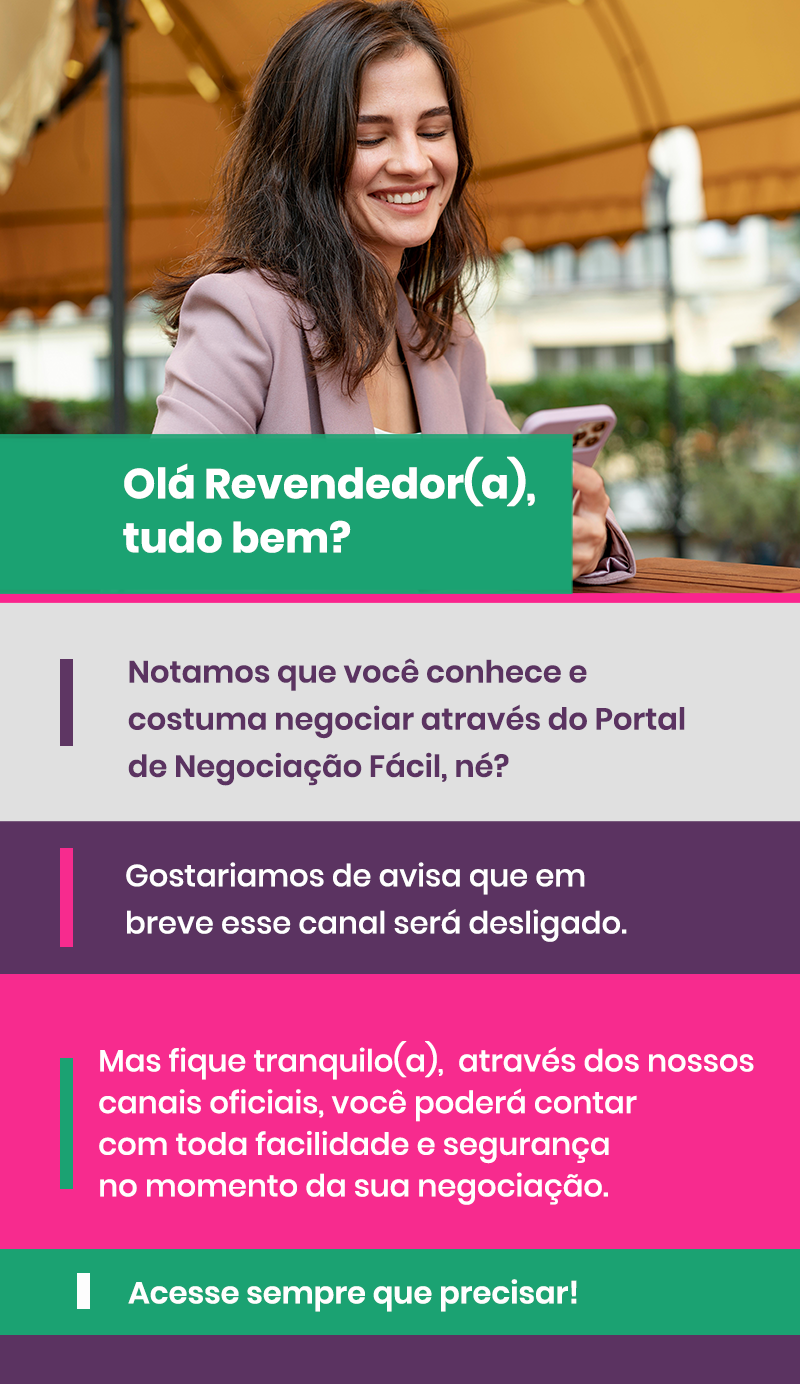 Olá Revendedor(a),
tudo bem?
Notamos que você conhece e
costuma negociar através do Portal
de Negociação Fácil, né?
Gostariamos de avisa que em
breve esse canal será desligado.
Mas fique tranquilo(a), através dos nossos
canais oficiais, você poderá contar
com toda facilidade e segurança
no momento da sua negociação.
Acesse sempre que precisar!